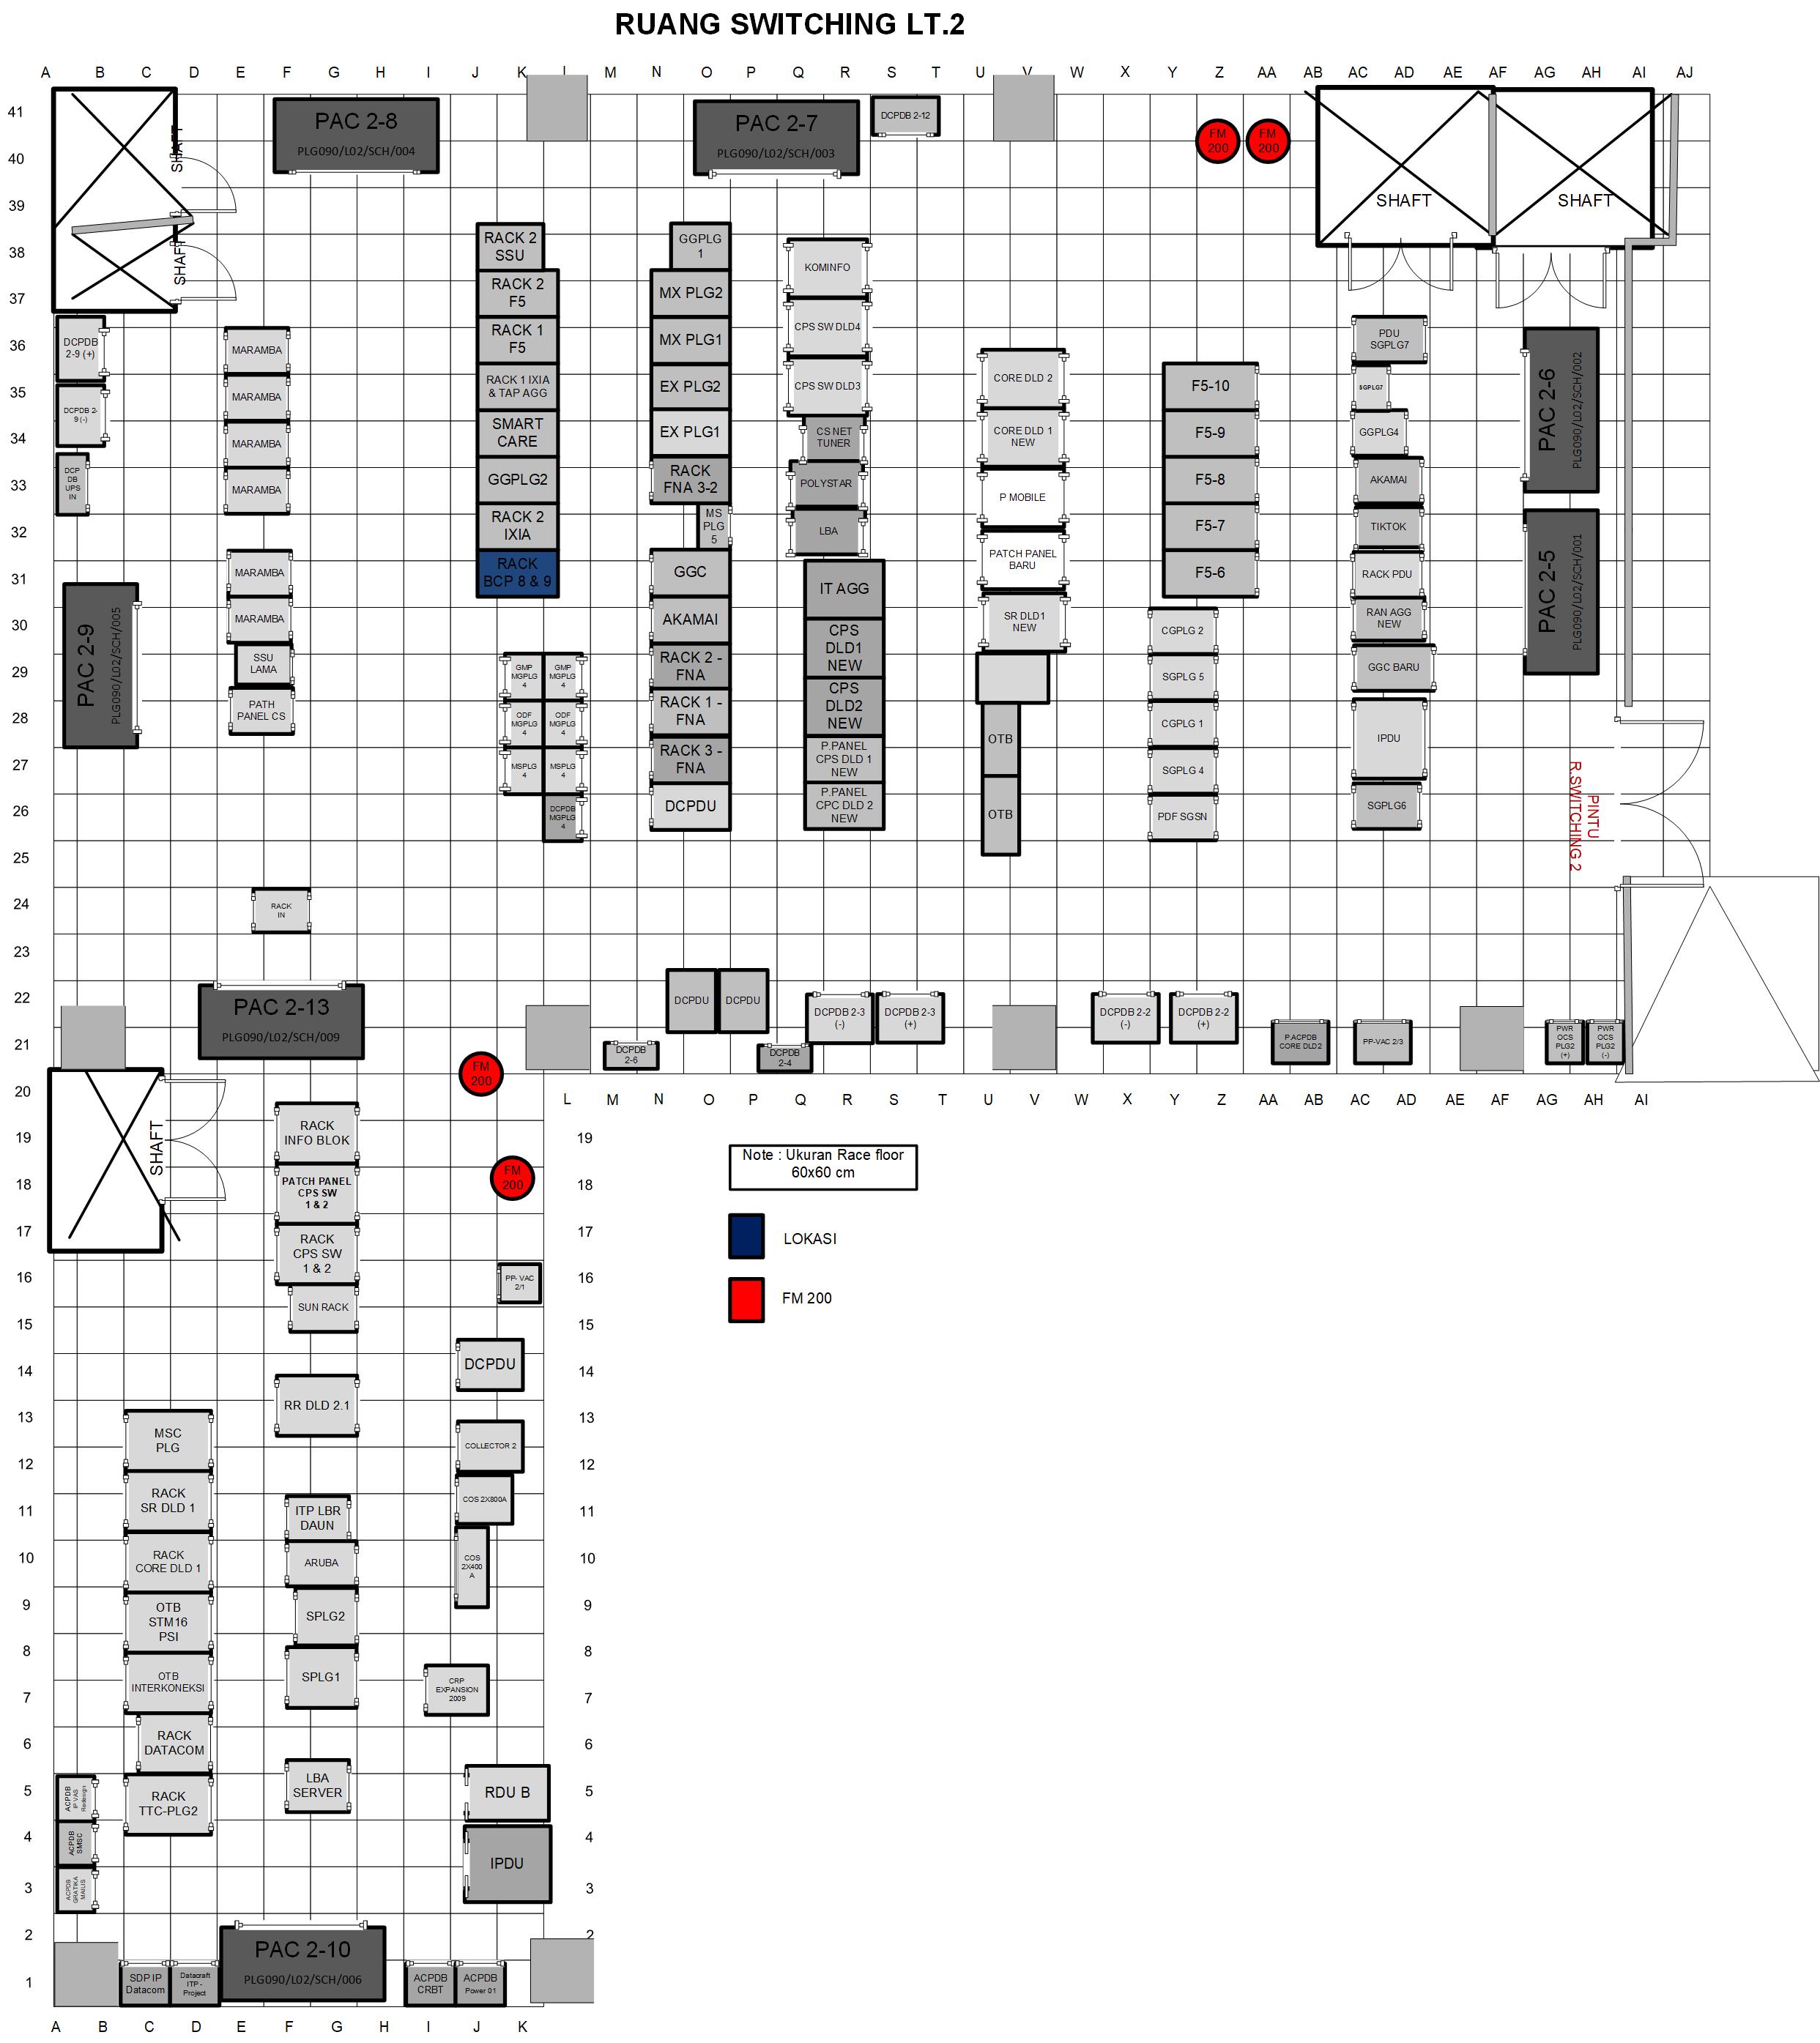 RUANG SWITCHING LT.2
A B C D E F G H I J K L M N O P Q R S T U V W X Y Z AA AB AC AD AE AF AG AH AI AJ
41
40
39
38
37
36
35
34
33
32
31
30
29
28
27
26
25
24
23
22
21
20
19
18
17
16
15
14
13
12
11
10
9
8
7
6
5
4
3
2
1
SHAFT
SHAFT
PAC 2-8
PLG090/L02/SCH/004
PAC 2-7
PLG090/L02/SCH/003
DCPDB 2-12
FM
200
FM
200
SHAFT
SHAFT
DCPDB
2-9 (+)
DCPDB 2-
9 (-)
DCP
DB
UPS
IN
PAC 2-9
PLG090/L02/SCH/005
MARAMBA
MARAMBA
MARAMBA
MARAMBA
MARAMBA
MARAMBA
SSU
LAMA
PATH
PANEL CS
RACK
IN
RACK 2
SSU
RACK 2
F5
RACK 1
F5
RACK 1 IXIA
& TAP AGG
SMART
CARE
GGPLG2
RACK 2
IXIA
RACK
BCP 8 & 9
GMP
MGPLG
4
GMP
MGPLG
4
ODF
MGPLG
4
ODF
MGPLG
4
MSPLG
4
MSPLG
4
DCPDB
MGPLG
4
GGPLG
1
MX PLG2
MX PLG1
EX PLG2
EX PLG1
RACK
FNA 3-2
MS
PLG
5
GGC
AKAMAI
RACK 2 -
FNA
RACK 1 -
FNA
RACK 3 -
FNA
DCPDU
KOMINFO
CPS SW DLD4
CPS SW DLD3
CS NET
TUNER
POLYSTAR
LBA
IT AGG
CPS
DLD1
NEW
CPS
DLD2
NEW
P.PANEL
CPS DLD 1
NEW
P.PANEL
CPC DLD 2
NEW
CORE DLD 2
CORE DLD 1
NEW
P MOBILE
PATCH PANEL
BARU
SR DLD1
NEW
OTB
OTB
F5-10
F5-9
F5-8
F5-7
F5-6
CGPLG 2
SGPLG 5
CGPLG 1
SGPLG 4
PDF SGSN
PDU
SGPLG7
SGPLG7
GGPLG4
AKAMAI
TIKTOK
RACK PDU
RAN AGG
NEW
GGC BARU
IPDU
SGPLG6
PAC 2-6
PLG090/L02/SCH/002
PAC 2-5
PLG090/L02/SCH/001
PINTU
R.SWITCHING 2
PAC 2-13
PLG090/L02/SCH/009
DCPDB
2-6
DCPDU
DCPDU
DCPDB
2-4
DCPDB 2-3
(-)
DCPDB 2-3
(+)
DCPDB 2-2
(-)
DCPDB 2-2
(+)
P.ACPDB
CORE DLD2
PP-VAC 2/3
PWR
OCS
PLG2
(+)
PWR
OCS
PLG2
(-)
L M N O P Q R S T U V W X Y Z AA AB AC AD AE AF AG AH AI
FM
200
FM
200
SHAFT
RACK
INFO BLOK
PATCH PANEL
CPS SW
1 & 2
RACK
CPS SW
1 & 2
SUN RACK
RR DLD 2.1
PP- VAC
2/1
DCPDU
COLLECTOR 2
COS 2X800A
COS
2X400
A
MSC
PLG
RACK
SR DLD 1
RACK
CORE DLD 1
OTB
STM16
PSI
OTB
INTERKONEKSI
RACK
DATACOM
RACK
TTC-PLG2
ITP LBR
DAUN
ARUBA
SPLG2
SPLG1
LBA
SERVER
CRP
EXPANSION
2009
RDU B
IPDU
ACPDB
IP VAS
Redesign
ACPDB
SMSC
ACPDB
GRATIKA
MAILIS
PAC 2-10
PLG090/L02/SCH/006
SDP IP
Datacom
Datacraft
ITP -
Project
ACPDB
CRBT
ACPDB
Power 01
19
18
17
16
15
14
13
12
11
10
9
8
7
6
5
4
3
2
A B C D E F G H I J K
Note : Ukuran Race floor
60x60 cm
LOKASI
FM 200